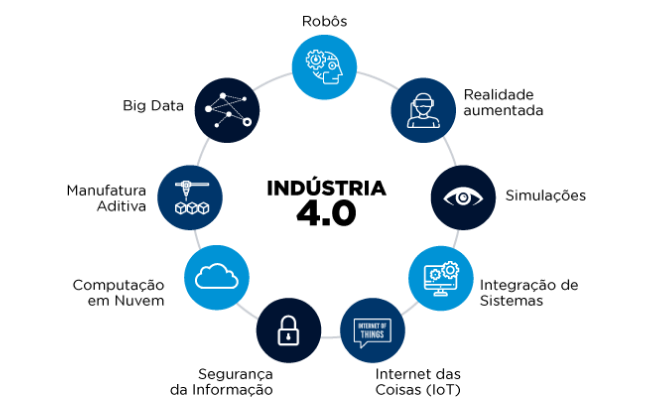 Robôs
Realidade
aumentada
Simulações
Integração de
Sistemas
INTERNET OF
THINGS
Internet das
Coisas (IoT)
Segurança
da Informação
Computação
em Nuvem
Manufatura
Aditiva
Big Data
INDÚSTRIA
4.0